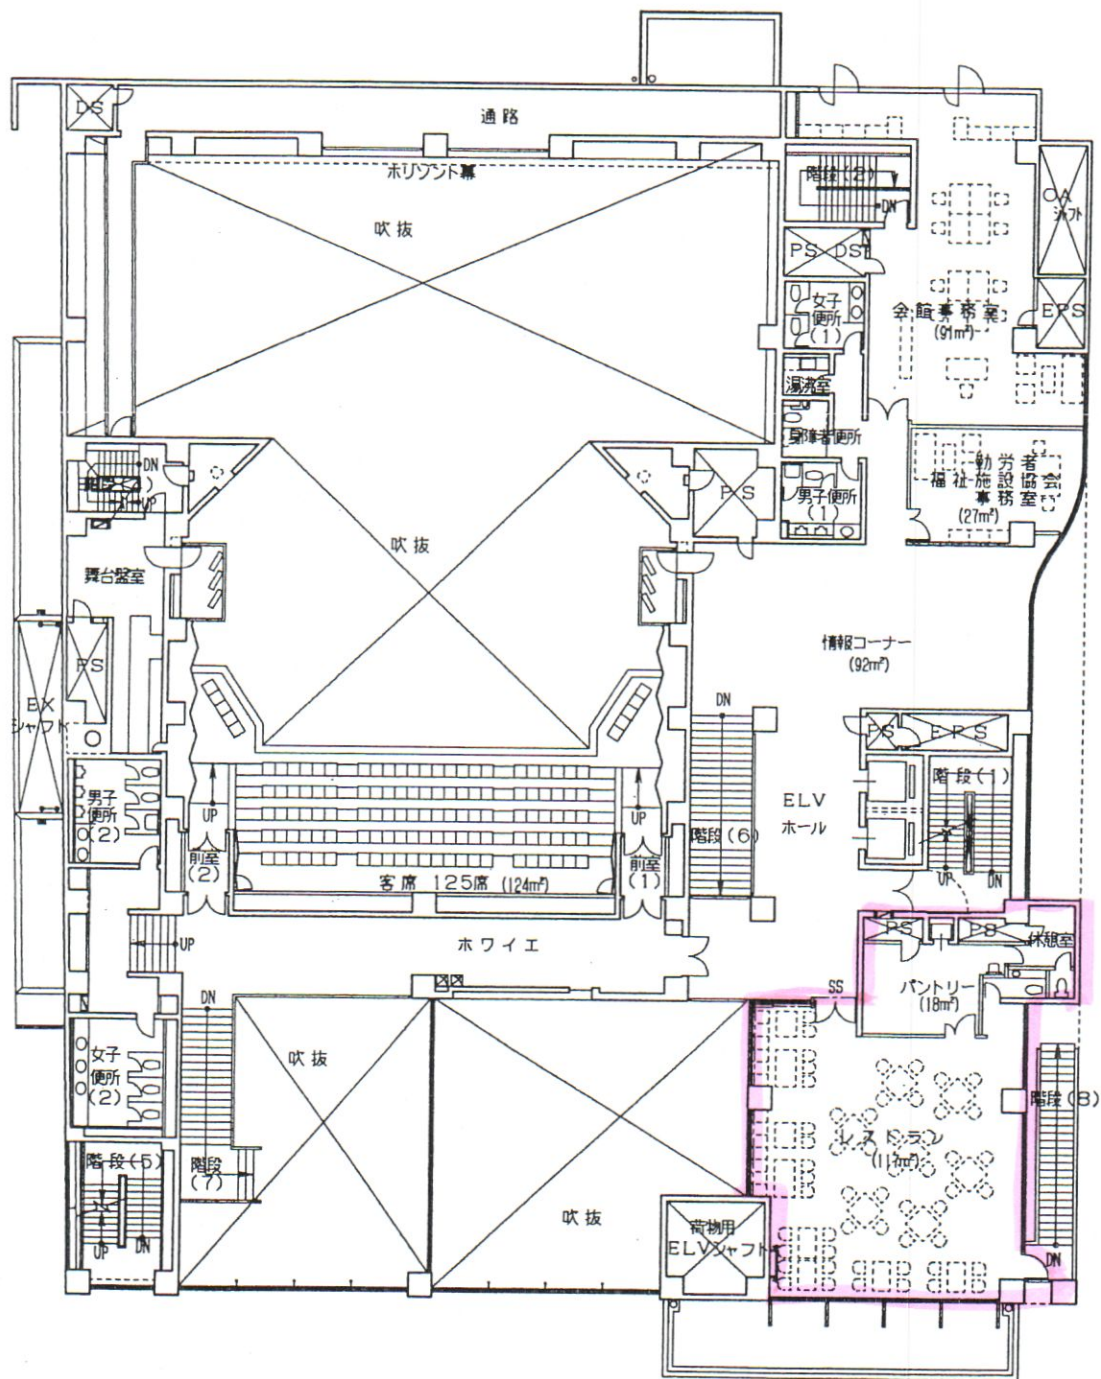 DS
通路
ホリゾント幕
吹抜
階段(2)
DN
OA
シャフト
PS
DS
EPS
女子
便所
(1)
会館事務室
(91㎡)
湯沸室
身障者便所
男子便所
(1)
PS
勤労者
福祉施設協会
事務室
(27㎡)
DN
UP
吹抜
舞台盤室
PS
EX
シャフト
情報コーナー
(92㎡)
DN
PS
EPS
階段(1)
UP
DN
ELV
ホール
階段(6)
男子
便所
(2)
UP
UP
前室
(2)
前室
(1)
客席 125席 (124㎡)
ホワイエ
UP
DN
PS
PS
休憩室
パントリー
(18㎡)
SS
女子
便所
(2)
吹抜
吹抜
階段(5)
UP
DN
階段
(7)
レストラン
階段(8)
DN
荷物用
ELVシャフト